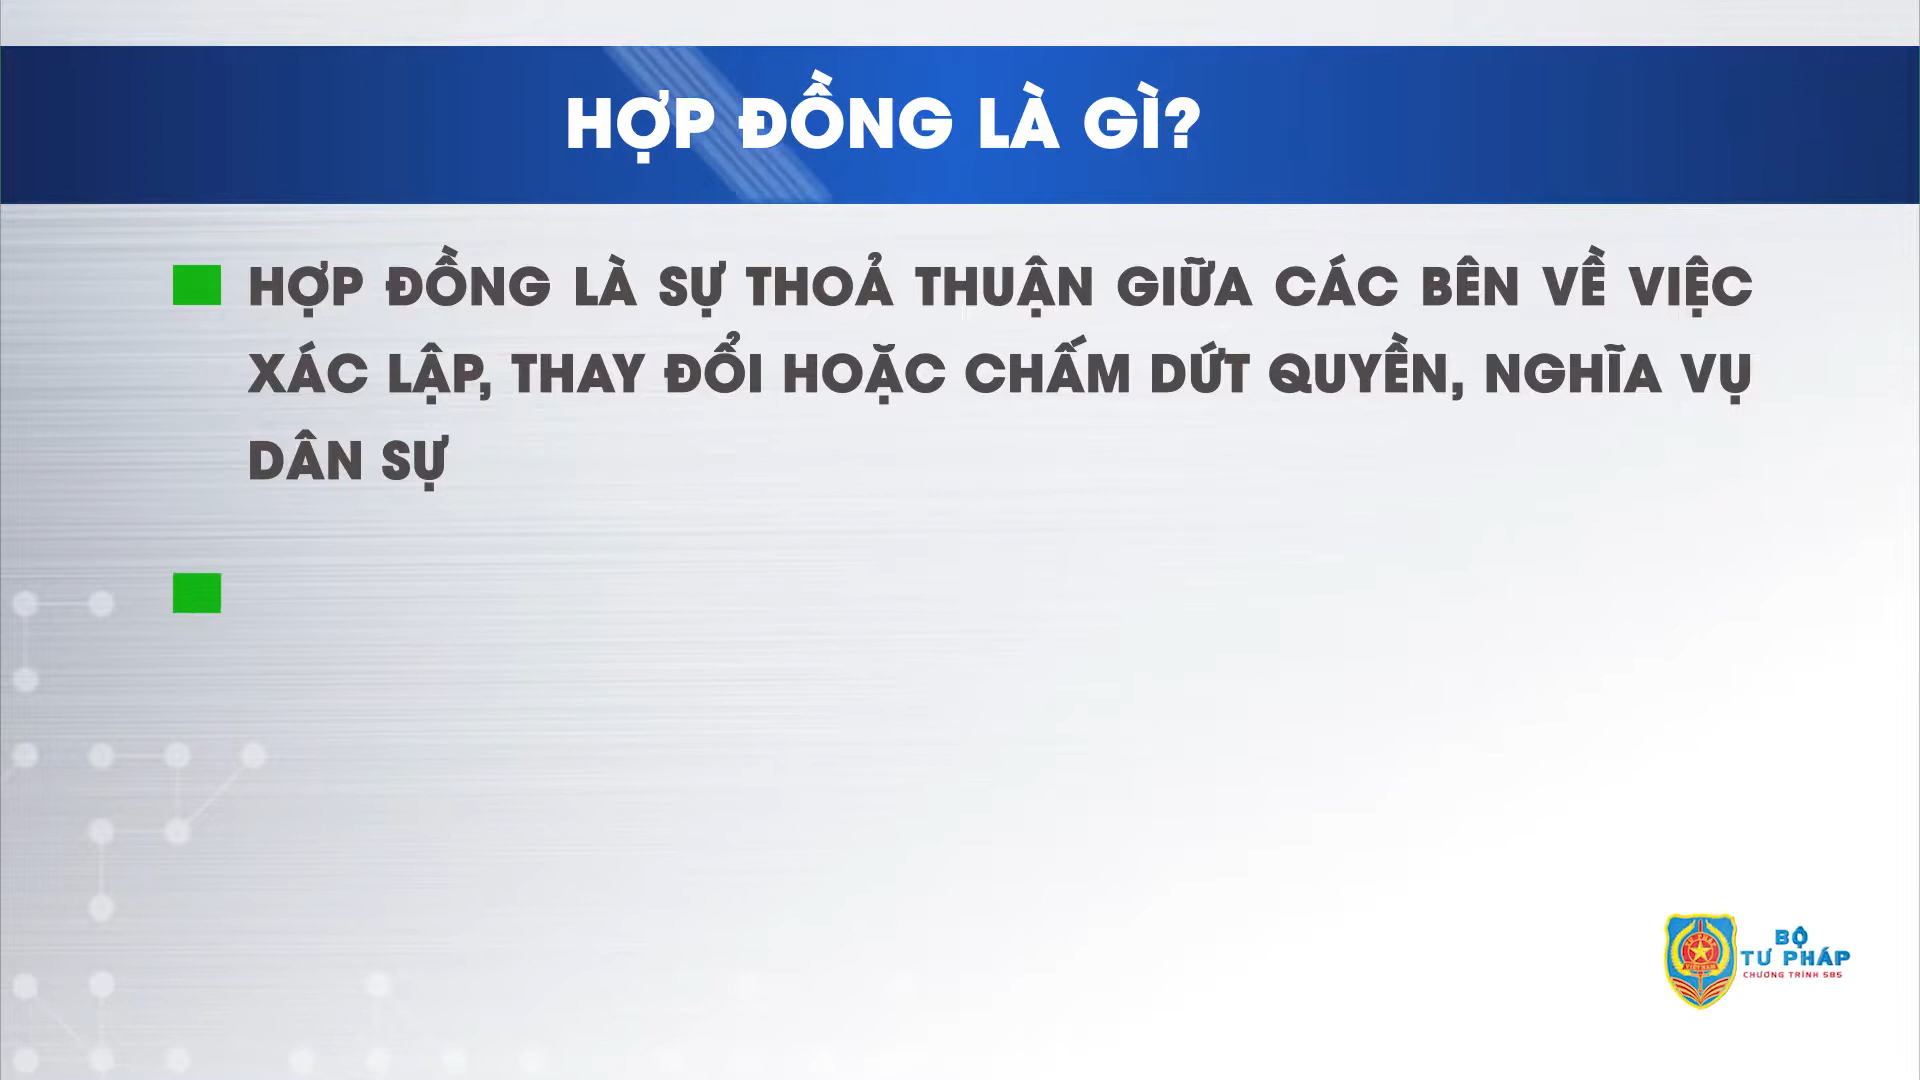 HỢP ĐỒNG LÀ GÌ?
HỢP ĐỒNG LÀ SỰ THOẢ THUẬN GIỮA CÁC BÊN VỀ VIỆC
XÁC LẬP, THAY ĐỔI HOẶC CHẤM DỨT QUYỀN, NGHĨA VỤ
DÂN SỰ
BỘ
TƯ PHÁP
CHƯƠNG TRÌNH 585